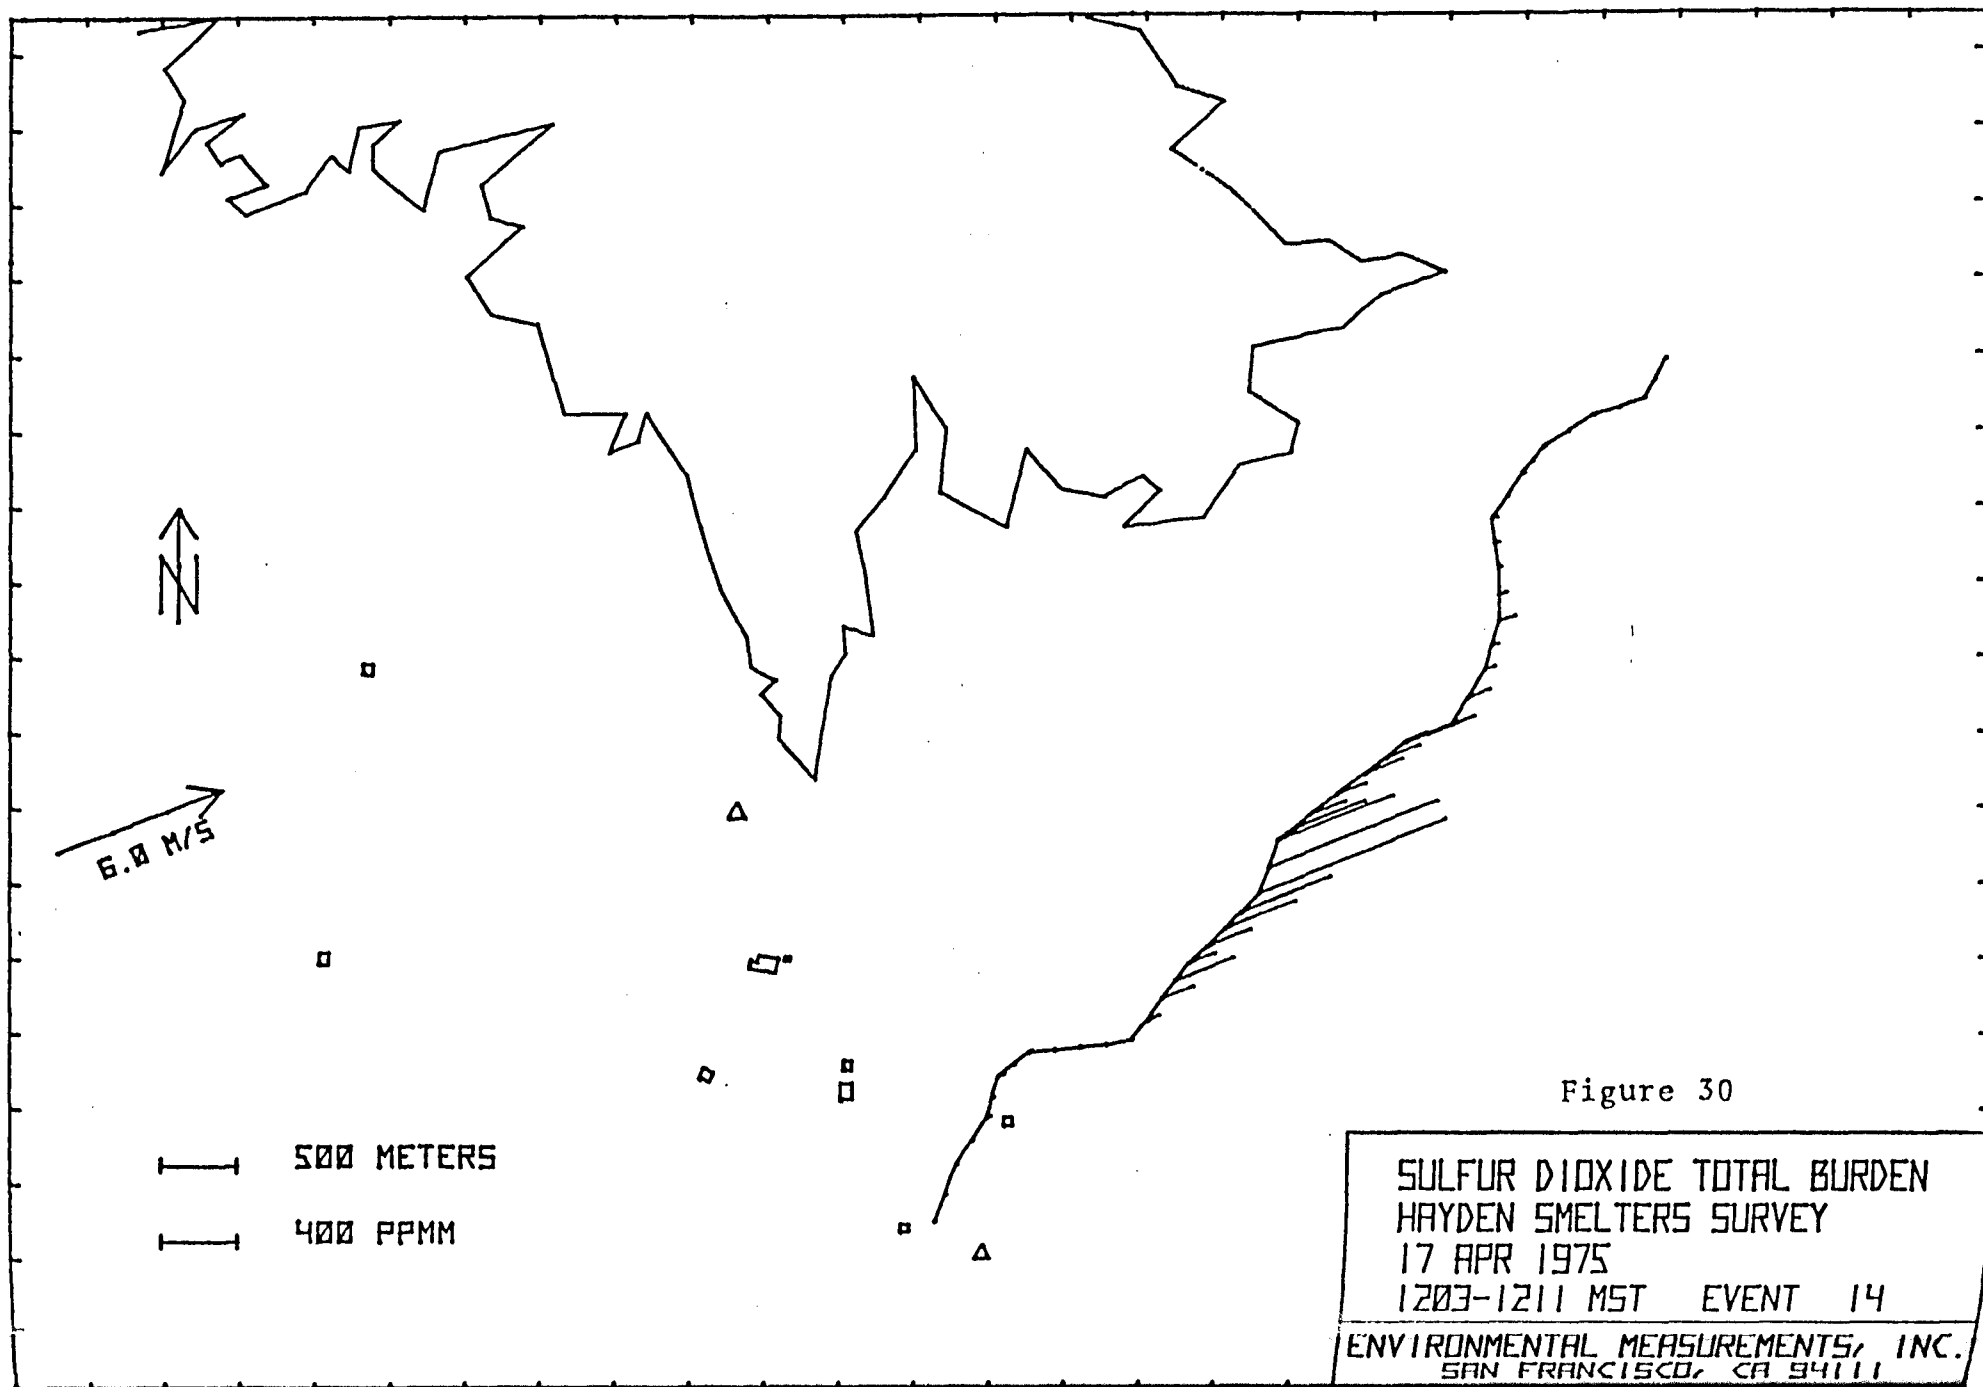 N
6.0 M/S
500 METERS
400 PPMM
Figure 30
SULFUR DIOXIDE TOTAL BURDEN
HAYDEN SMELTERS SURVEY
17 APR 1975
1203-1211 MST EVENT 14
ENVIRONMENTAL MEASUREMENTS, INC.
SAN FRANCISCO, CA 94111